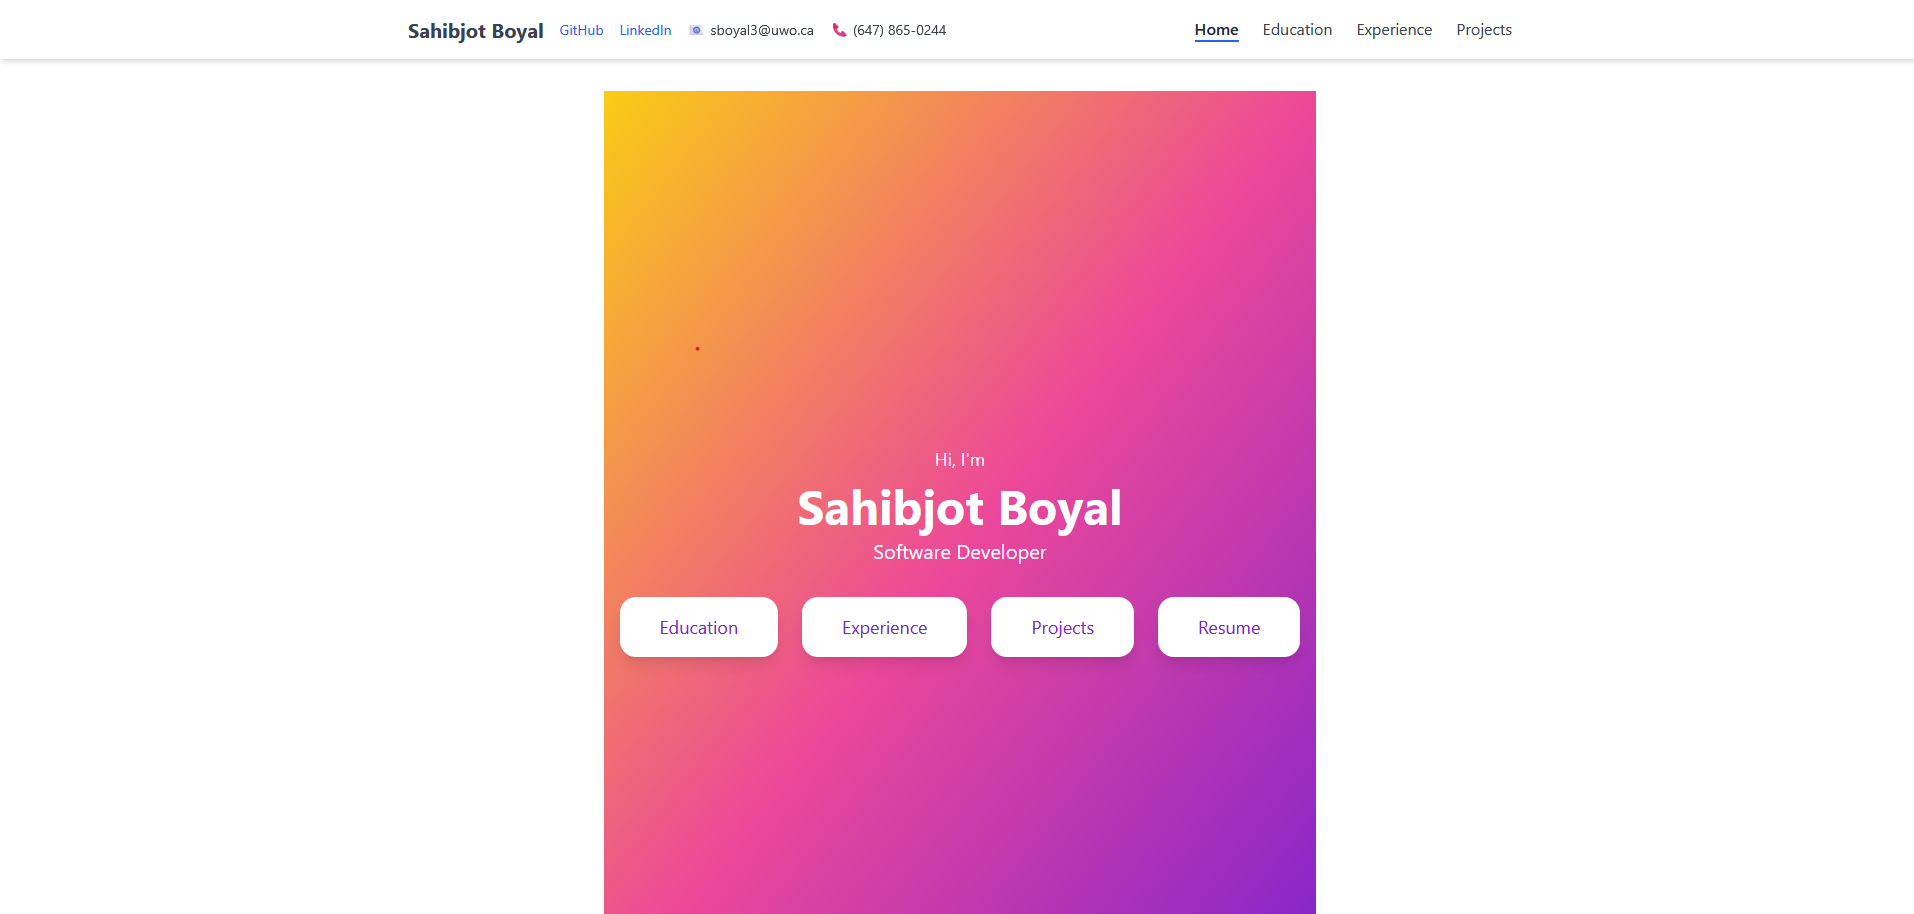 Sahibjot Boyal GitHub LinkedIn sboyal3@uwo.ca (647) 865-0244 Home Education Experience Projects
Hi, I'm
Sahibjot Boyal
Software Developer
Education Experience Projects Resume